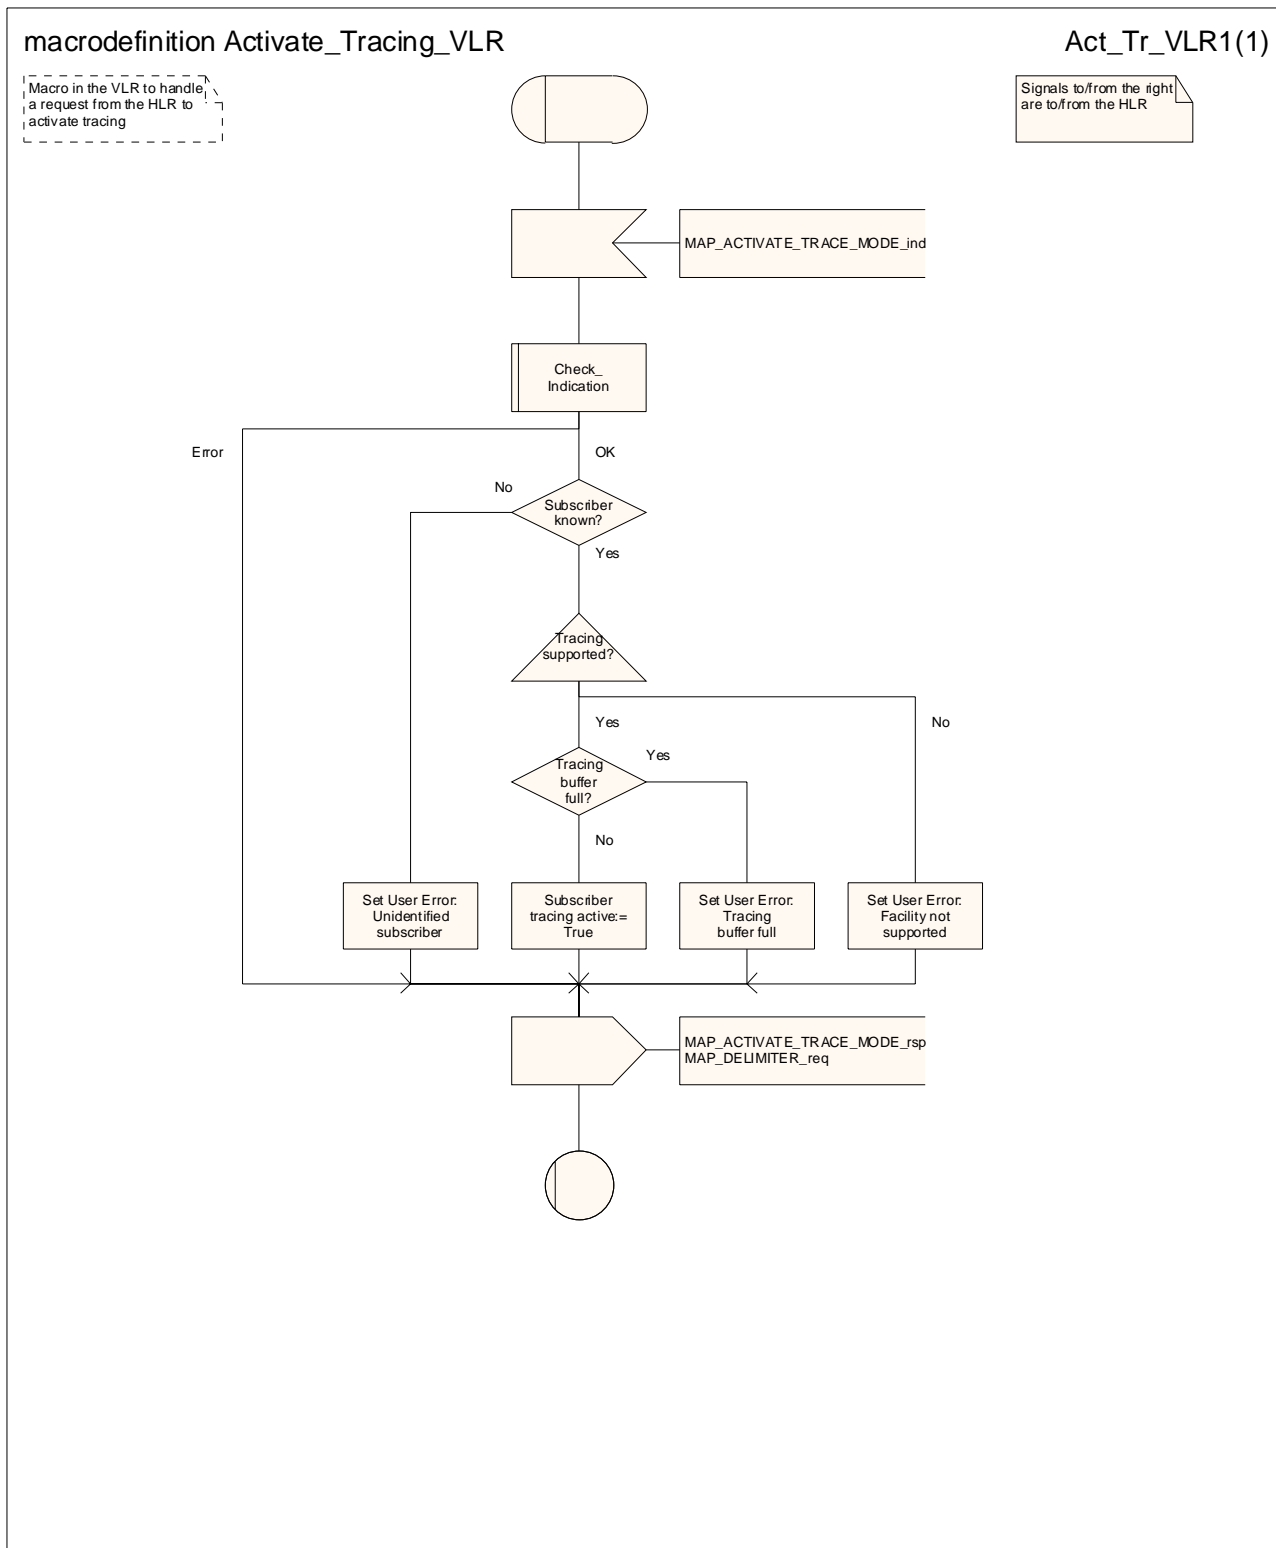 macrodefinition Activate_Tracing_VLR
Act_Tr_VLR1(1)
Macro in the VLR to handle
a request from the HLR to
activate tracing
Signals to/from the right
are to/from the HLR
MAP_ACTIVATE_TRACE_MODE_ind
Check_
Indication
Error
OK
No
Subscriber
known?
Yes
Tracing
supported?
Yes
No
Yes
Tracing
buffer
full?
No
Set User Error:
Unidentified
subscriber
Subscriber
tracing active:=
True
Set User Error:
Tracing
buffer full
Set User Error:
Facility not
supported
MAP_ACTIVATE_TRACE_MODE_rsp
MAP_DELIMITER_req